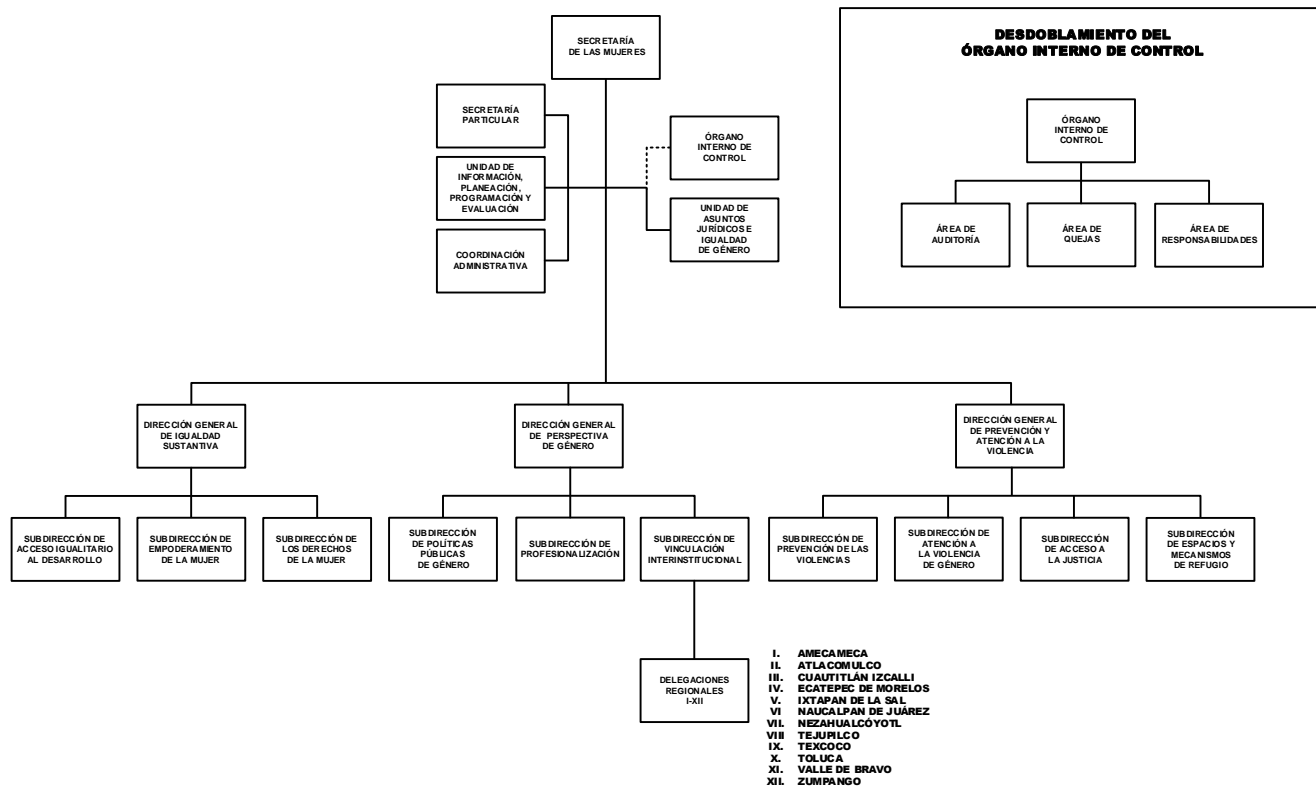 SECRETARÍA
DE LAS MUJERES
SECRETARÍA
PARTICULAR
UNIDAD DE
INFORMACIÓN,
PLANEACIÓN,
PROGRAMACIÓN Y
EVALUACIÓN
COORDINACIÓN
ADMINISTRATIVA
ÓRGANO
INTERNO DE
CONTROL
UNIDAD DE
ASUNTOS
JURÍDICOS E
IGUALDAD
DE GÉNERO
DESDOBLAMIENTO DEL
ÓRGANO INTERNO DE CONTROL
ÓRGANO
INTERNO DE
CONTROL
ÁREA DE
AUDITORÍA
ÁREA DE
QUEJAS
ÁREA DE
RESPONSABILIDADES
DIRECCIÓN GENERAL
DE IGUALDAD
SUSTANTIVA
DIRECCIÓN GENERAL
DE PERSPECTIVA
DE GÉNERO
DIRECCIÓN GENERAL
DE PREVENCIÓN Y
ATENCIÓN A LA
VIOLENCIA
SUBDIRECCIÓN DE
ACCESO IGUALITARIO
AL DESARROLLO
SUBDIRECCIÓN DE
EMPODERAMIENTO
DE LA MUJER
SUBDIRECCIÓN DE
LOS DERECHOS
DE LA MUJER
SUBDIRECCIÓN
DE POLÍTICAS
PÚBLICAS
DE GÉNERO
SUBDIRECCIÓN DE
PROFESIONALIZACIÓN
SUBDIRECCIÓN DE
VINCULACIÓN
INTERINSTITUCIONAL
SUBDIRECCIÓN DE
PREVENCIÓN DE LAS
VIOLENCIAS
SUBDIRECCIÓN DE
ATENCIÓN A
LA VIOLENCIA
DE GÉNERO
SUBDIRECCIÓN
DE ACCESO A
LA JUSTICIA
SUBDIRECCIÓN
DE ESPACIOS Y
MECANISMOS
DE REFUGIO
DELEGACIONES
REGIONALES
I-XII
I. AMECAMECA
II. ATLACOMULCO
III. CUAUTITLÁN IZCALLI
IV. ECATEPEC DE MORELOS
V. IXTAPAN DE LA SAL
VI NAUCALPAN DE JUÁREZ
VII. NEZAHUALCÓYOTL
VIII TEJUPILCO
IX. TEXCOCO
X. TOLUCA
XI. VALLE DE BRAVO
XII. ZUMPANGO